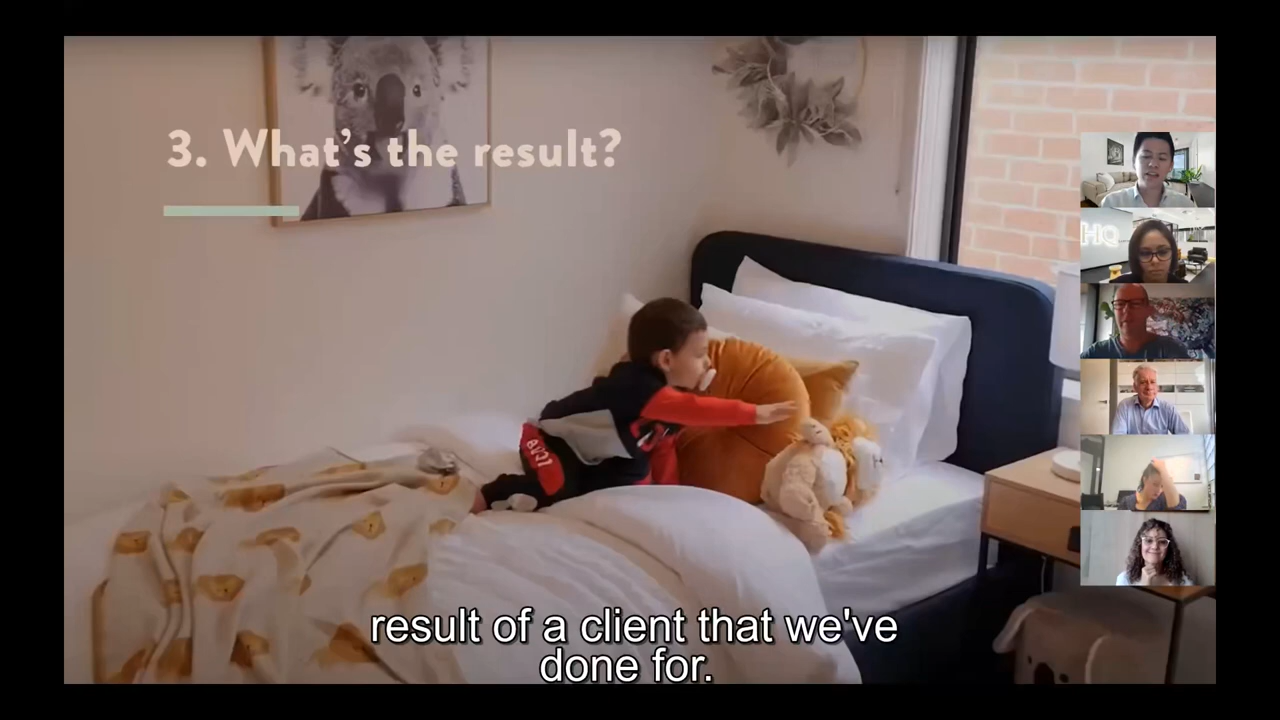 3. What's the result?
HQ
result of a client that we've
done for.